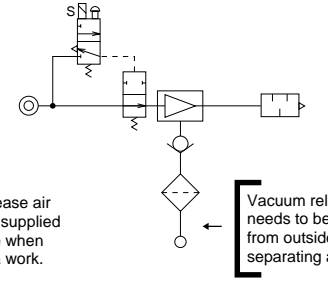 S
ease air
supplied
when
work.
Vacuum rel
needs to be
from outside
separating a